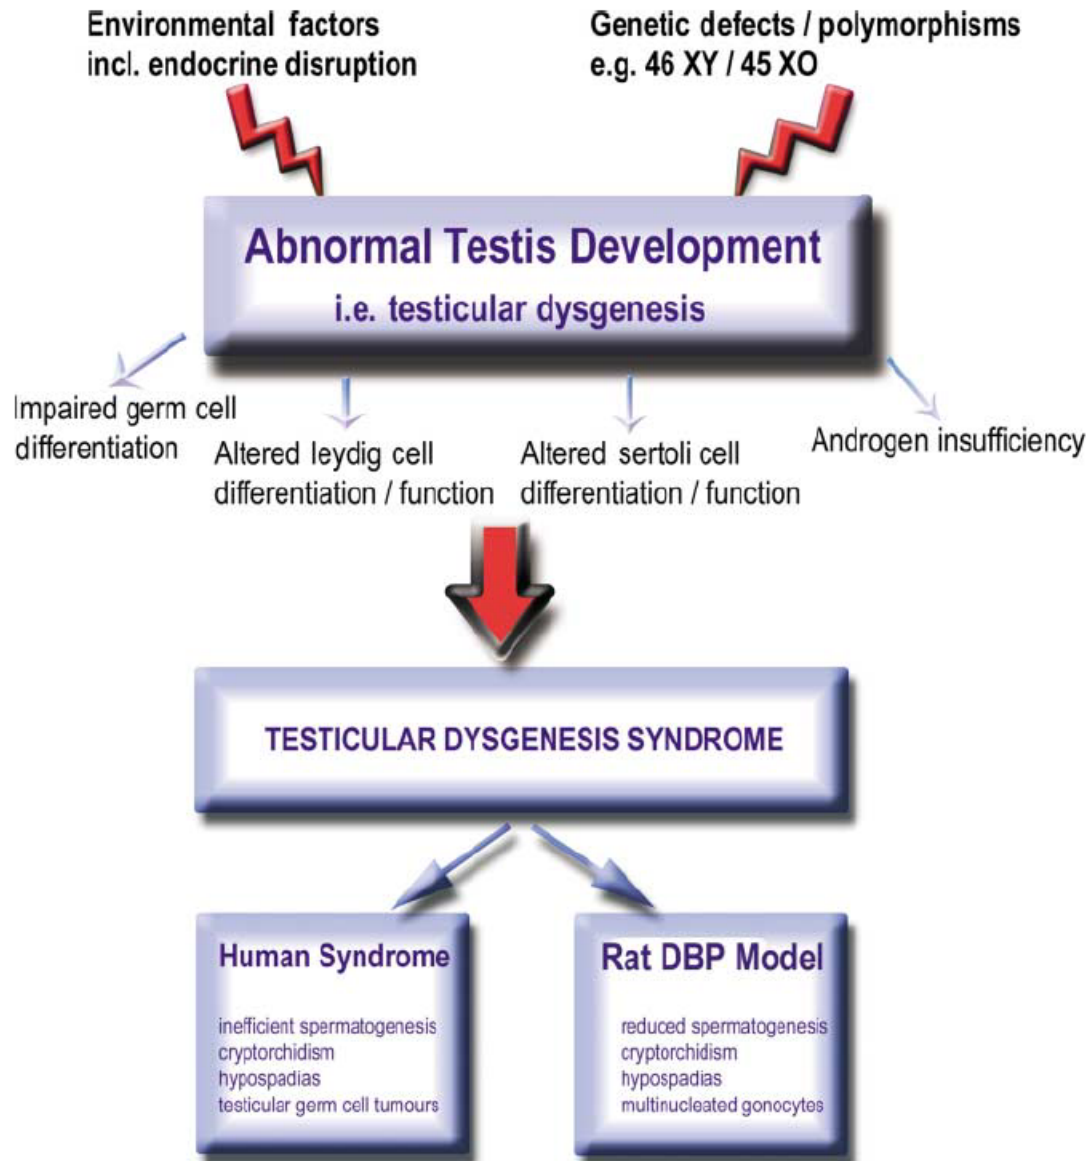 Environmental factors
incl. endocrine disruption
Genetic defects / polymorphisms
e.g. 46 XY / 45 XO
Abnormal Testis Development
i.e. testicular dysgenesis
Impaired germ cell
differentiation
Altered leydig cell
differentiation / function
Altered sertoli cell
differentiation / function
Androgen insufficiency
TESTICULAR DYSGENESIS SYNDROME
Human Syndrome
inefficient spermatogenesis
cryptorchidism
hypospadias
testicular germ cell tumours
Rat DBP Model
reduced spermatogenesis
cryptorchidism
hypospadias
multinucleated gonocytes